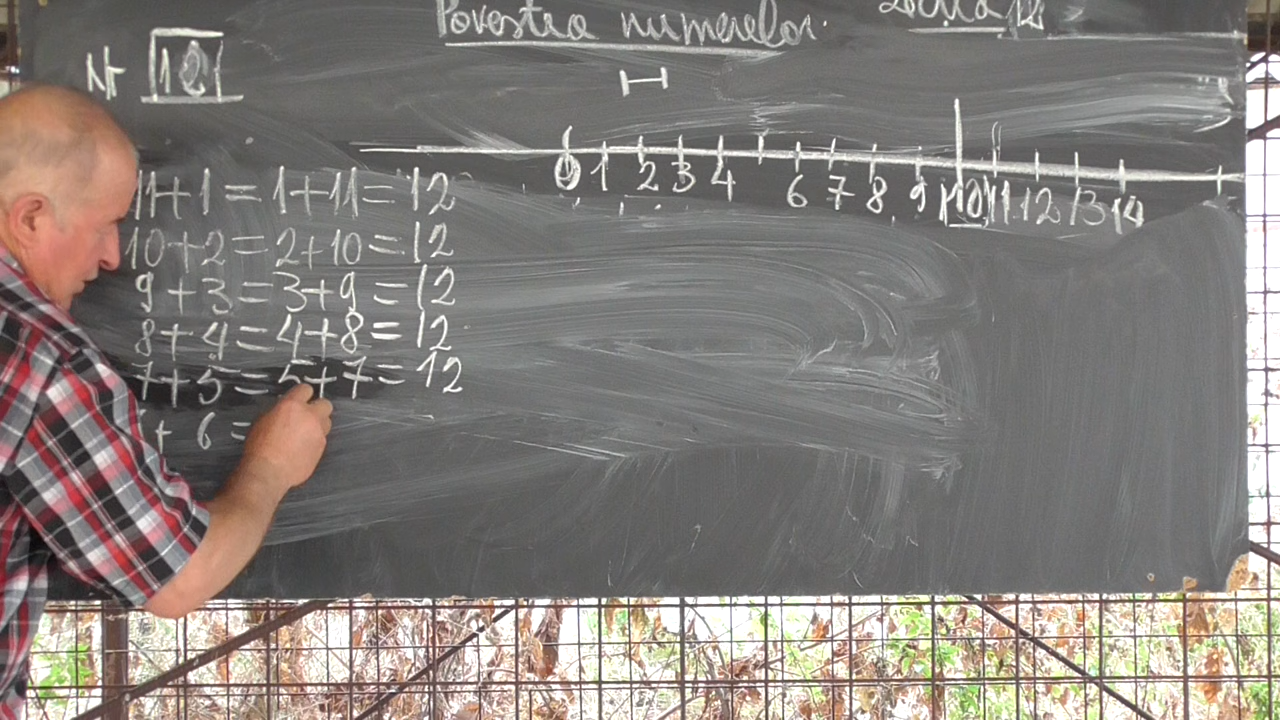 Povestea numerelor
Lecția 12
Nr 12
0 1 2 3 4 6 7 8 9 10 11 12 13 14
11+1=1+11=12
10+2=2+10=12
9+3=3+9=12
8+4=4+8=12
7+5=5+7=12
+ 6 =